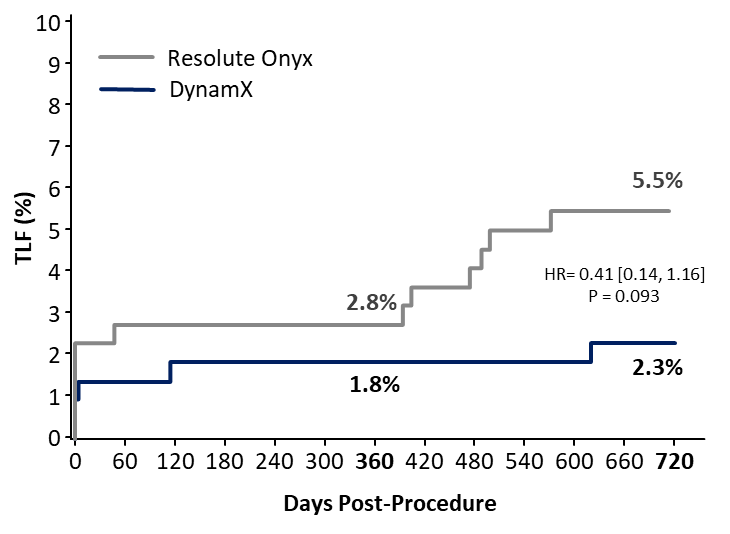 10
9
8
7
6
5
4
3
2
1
0
TLF (%)
Resolute Onyx
DynamX
5.5%
HR= 0.41 [0.14, 1.16]
P = 0.093
2.8%
2.3%
1.8%
0 60 120 180 240 300 360 420 480 540 600 660 720
Days Post-Procedure